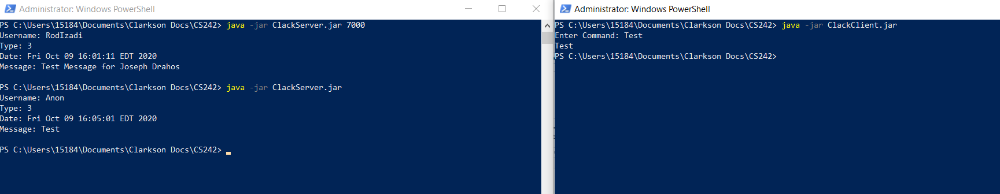 Administrator: Windows PowerShell
PS C:\Users\15184\Documents\Clarkson Docs\CS242> java -jar ClackServer.jar 7000
Username: RodIzadi
Type: 3
Date: Fri Oct 09 16:01:11 EDT 2020
Message: Test Message for Joseph Drahos
PS C:\Users\15184\Documents\Clarkson Docs\CS242> java -jar ClackServer.jar
Username: Anon
Type: 3
Date: Fri Oct 09 16:05:01 EDT 2020
Message: Test
PS C:\Users\15184\Documents\Clarkson Docs\CS242>
Administrator: Windows PowerShell
PS C:\Users\15184\Documents\Clarkson Docs\CS242> java -jar ClackClient.jar
Enter Command: Test
Test
PS C:\Users\15184\Documents\Clarkson Docs\CS242>